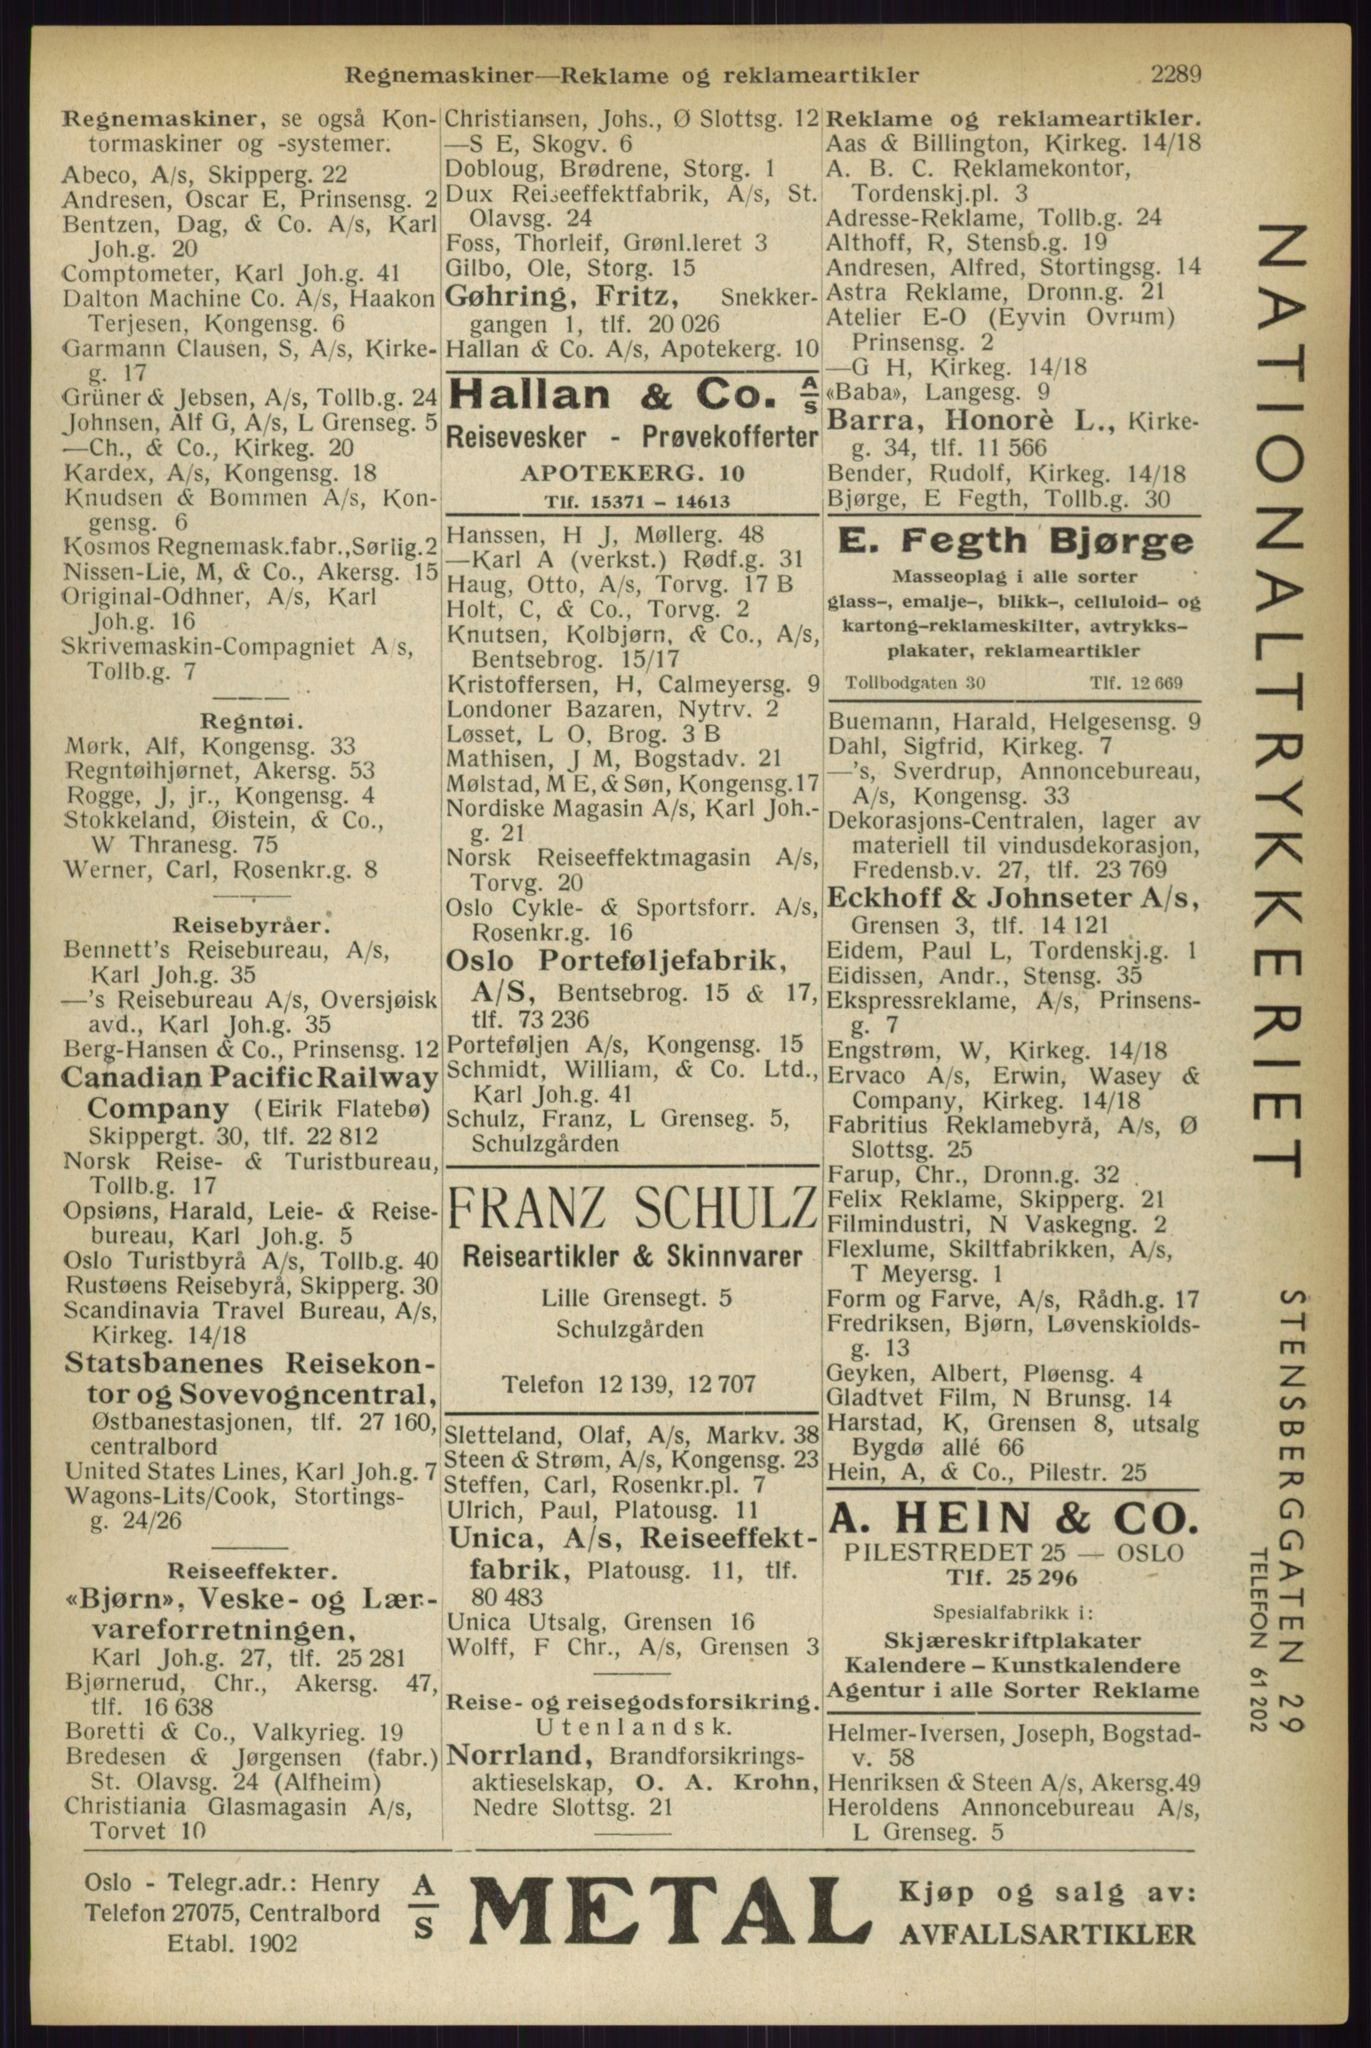 Regnemaskiner—Reklame og reklameartikler 2289
Regnemaskiner, se også Kon-
tormaskiner og -systemer.
Abeco, A/s, Skipperg. 22
Andresen, Oscar E, Prinsensg. 2
Bentzen, Dag, & Co. A/s, Karl
Joh.g. 20
Comptometer, Karl Joh.g. 41
Dalton Machine Co. A/s, Haakon
Terjesen, Kongensg. 6
Garmann Clausen, S, A/s, Kirke-
g. 17
Grüner & Jebsen, A/s, Tollb.g. 24
Johnsen, Alf G, A/s, L Grenseg. 5
—Ch., & Co., Kirkeg. 20
Kardex, A/s, Kongensg. 18
Knudsen & Bommen A/s, Kon-
gensg. 6
Kosmos Regnemask.fabr., Sørlig. 2
Nissen-Lie, M, & Co., Akersg. 15
Original-Odhner, A/s, Karl
Joh.g. 16
Skrivemaskin-Compagniet A/s,
Tollb.g. 7
Regntøi.
Mørk, Alf, Kongensg. 33
Regntøihjørnet, Akersg. 53
Rogge, J, jr., Kongensg. 4
Stokkeland, Øistein, & Co.,
W Thranesg. 75
Werner, Carl, Rosenkr.g. 8
Reisebyråer.
Bennett's Reisebureau, A/s,
Karl Joh.g. 35
—'s Reisebureau A/s, Oversjøisk
avd., Karl Joh.g. 35
Berg-Hansen & Co., Prinsensg. 12
Canadian Pacific Railway
Company (Eirik Flatebø)
Skippergt. 30, tlf. 22 812
Norsk Reise- & Turistbureau,
Tollb.g. 17
Opsiøns, Harald, Leie- & Reise-
bureau, Karl Joh.g. 5
Oslo Turistbyrå A/s, Tollb.g. 40
Rustøens Reisebyrå, Skipperg. 30
Scandinavia Travel Bureau, A/s,
Kirkeg. 14/18
Statsbanenes Reisekon-
tor og Sovevogncentral,
Østbanestasjonen, tlf. 27 160,
centralbord
United States Lines, Karl Joh.g. 7
Wagons-Lits/Cook, Stortings-
g. 24/26
Reiseeffekter.
«Bjørn», Veske- og Lær-
vareforretningen,
Karl Joh.g. 27, tlf. 25 281
Bjørnerud, Chr., Akersg. 47,
tlf. 16 638
Boretti & Co., Valkyrieg. 19
Bredesen & Jørgensen (fabr.)
St. Olavsg. 24 (Alfheim)
Christiania Glasmagasin A/s,
Torvet 10
Christiansen, Johs., Ø Slottsg. 12
—S E, Skogv. 6
Dobloug, Brødrene, Storg. 1
Dux Reiseeffektfabrik, A/s, St.
Olavsg. 24
Foss, Thorleif, Grønl.leret 3
Gilbo, Ole, Storg. 15
Gøhring, Fritz, Snekker-
gangen 1, tlf. 20 026
Hallan & Co. A/s, Apotekerg. 10
Hallan & Co. A/s
Reisevesker - Prøvekofferter
APOTEKERG. 10
Tlf. 15371 - 14613
Hanssen, H J, Møllerg. 48
—Karl A (verkst.) Rødf.g. 31
Haug, Otto, A/s, Torvg. 17 B
Holt, C, & Co., Torvg. 2
Knutsen, Kolbjørn, & Co., A/s,
Bentsebrog. 15/17
Kristoffersen, H, Calmeyersg. 9
Londoner Bazaren, Nytrv. 2
Løsset, L O, Brog. 3 B
Mathisen, J M, Bogstadv. 21
Mølstad, M E, & Søn, Kongensg. 17
Nordiske Magasin A/s, Karl Joh.-
g. 21
Norsk Reiseeffektmagasin A/s,
Torvg. 20
Oslo Cykle- & Sportsforr. A/s,
Rosenkr.g. 16
Oslo Porteføljefabrik,
A/S, Bentsebrog. 15 & 17,
tlf. 73 236
Porteføljen A/s, Kongensg. 15
Schmidt, William, & Co. Ltd.,
Karl Joh.g. 41
Schulz, Franz, L Grenseg. 5,
Schulzgården
FRANZ SCHULZ
Reiseartikler & Skinnvarer
Lille Grensegt. 5
Schulzgården
Telefon 12 139, 12 707
Sletteland, Olaf, A/s, Markv. 38
Steen & Strøm, A/s, Kongensg. 23
Steffen, Carl, Rosenkr.pl. 7
Ulrich, Paul, Platousg. 11
Unica, A/s, Reiseeffekt-
fabrik, Platousg. 11, tlf.
80 483
Unica Utsalg, Grensen 16
Wolff, F Chr., A/s, Grensen 3
Reise- og reisegodsforsikring.
Utenlandsk.
Norrland, Brandforsikrings-
aktieselskap, O. A. Krohn,
Nedre Slottsg. 21
Reklame og reklameartikler.
Aas & Billington, Kirkeg. 14/18
A. B. C. Reklamekontor,
Tordenskj.pl. 3
Adresse-Reklame, Tollb.g. 24
Althoff, R, Stensb.g. 19
Andresen, Alfred, Stortingsg. 14
Astra Reklame, Dronn.g. 21
Atelier E-O (Eyvin Ovrum)
Prinsensg. 2
—G H, Kirkeg. 14/18
«Baba», Langesg. 9
Barra, Honorè L., Kirke-
g. 34, tlf. 11 566
Bender, Rudolf, Kirkeg. 14/18
Bjørge, E Fegth, Tollb.g. 30
E. Fegth Bjørge
Masseoplag i alle sorter
glass-, emalje-, blikk-, celluloid- og
kartong-reklameskilter, avtrykks-
plakater, reklameartikler
Tollbodgaten 30 Tlf. 12 669
Buemann, Harald, Helgesensg. 9
Dahl, Sigfrid, Kirkeg. 7
—'s, Sverdrup, Annoncebureau,
A/s, Kongensg. 33
Dekorasjons-Centralen, lager av
materiell til vindusdekorasjon,
Fredensb.v. 27, tlf. 23 769
Eckhoff & Johnseter A/s,
Grensen 3, tlf. 14 121
Eidem, Paul L, Tordenskj.g. 1
Eidissen, Andr., Stensg. 35
Ekspressreklame, A/s, Prinsens-
g. 7
Engstrøm, W, Kirkeg. 14/18
Ervaco A/s, Erwin, Wasey &
Company, Kirkeg. 14/18
Fabritius Reklamebyrå, A/s, Ø
Slottsg. 25
Farup, Chr., Dronn.g. 32
Felix Reklame, Skipperg. 21
Filmindustri, N Vaskegng. 2
Flexlume, Skiltfabrikken, A/s,
T Meyersg. 1
Form og Farve, A/s, Rådh.g. 17
Fredriksen, Bjørn, Løvenskiolds-
g. 13
Geyken, Albert, Pløensg. 4
Gladtvet Film, N Brunsg. 14
Harstad, K, Grensen 8, utsalg
Bygdø allé 66
Hein, A, & Co., Pilestr. 25
A. HEIN & CO.
PILESTREDET 25 — OSLO
Tlf. 25 296
Spesialfabrikk i:
Skjæreskriftplakater
Kalendere - Kunstkalendere
Agentur i alle Sorter Reklame
Helmer-Iversen, Joseph, Bogstad-
v. 58
Henriksen & Steen A/s, Akersg. 49
Heroldens Annoncebureau A/s,
L Grenseg. 5
NATIONALTRYKKERIET
STENSBERGGATEN 29
TELEFON 61 202
Oslo - Telegr.adr.: Henry
Telefon 27075, Centralbord
Etabl. 1902
A/S METAL
Kjøp og salg av:
AVFALLSARTIKLER